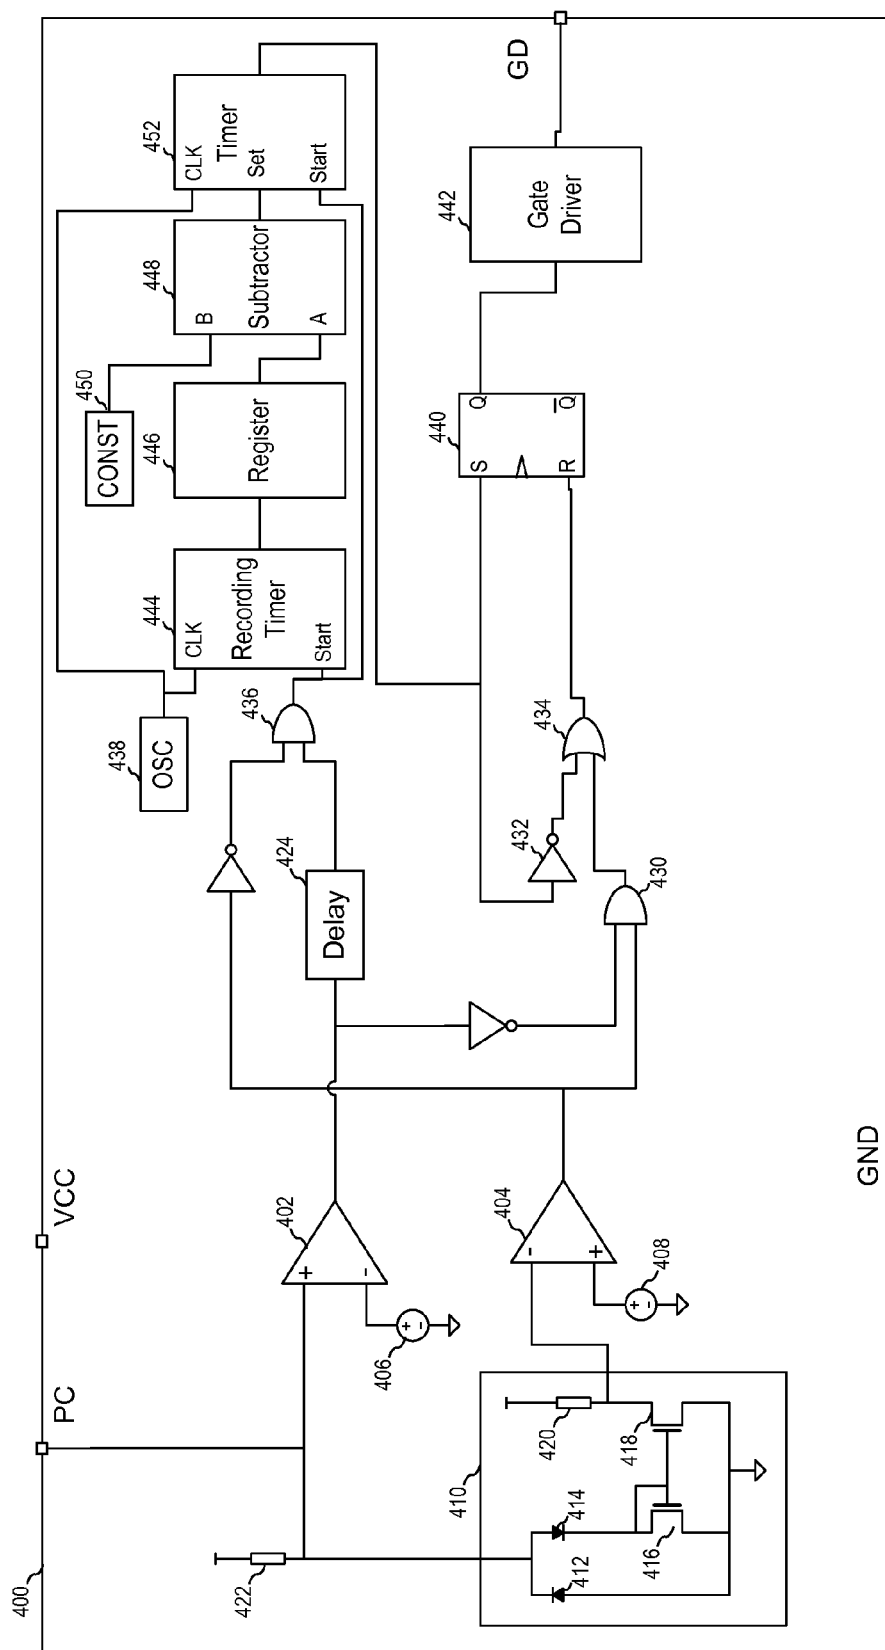 400
PC
VCC
GD
GND
438
OSC
444
CLK
Recording
Timer
Start
446
Register
450
CONST
448
B
Subtractor
A
452
CLK
Timer
Set
Start
436
424
Delay
402
+
-
406
+
-
422
404
-
+
408
+
-
410
412
414
416
418
420
430
432
434
440
S
Q
R
Q
442
Gate
Driver